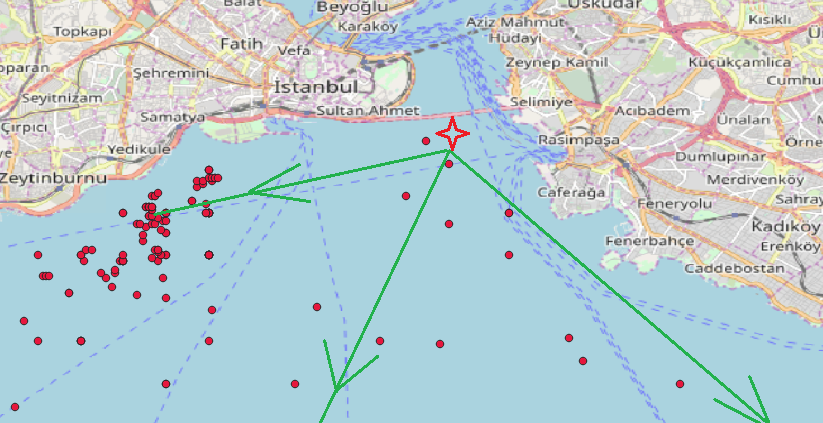 Balat
Beyoğlu
Karaköy
Aziz Mahmut
Hüdayi
Üsküdar
Kısıklı
Topkapı
Fatih
Vefa
Zeynep Kamil
Küçükçamlıca
oparan
Şehremini
Seyitnizam
İstanbul
Sultan Ahmet
Selimiye
Acıbadem
Ünalan
Cumhu
Çırpıcı
Samatya
Yedikule
Rasimpaşa
Dumlupınar
Örne
Zeytinburnu
Merdivenköy
Caferağa
Feneryolu
Sahray
Fenerbahçe
Kadıköy
Erenköy
Caddebostan